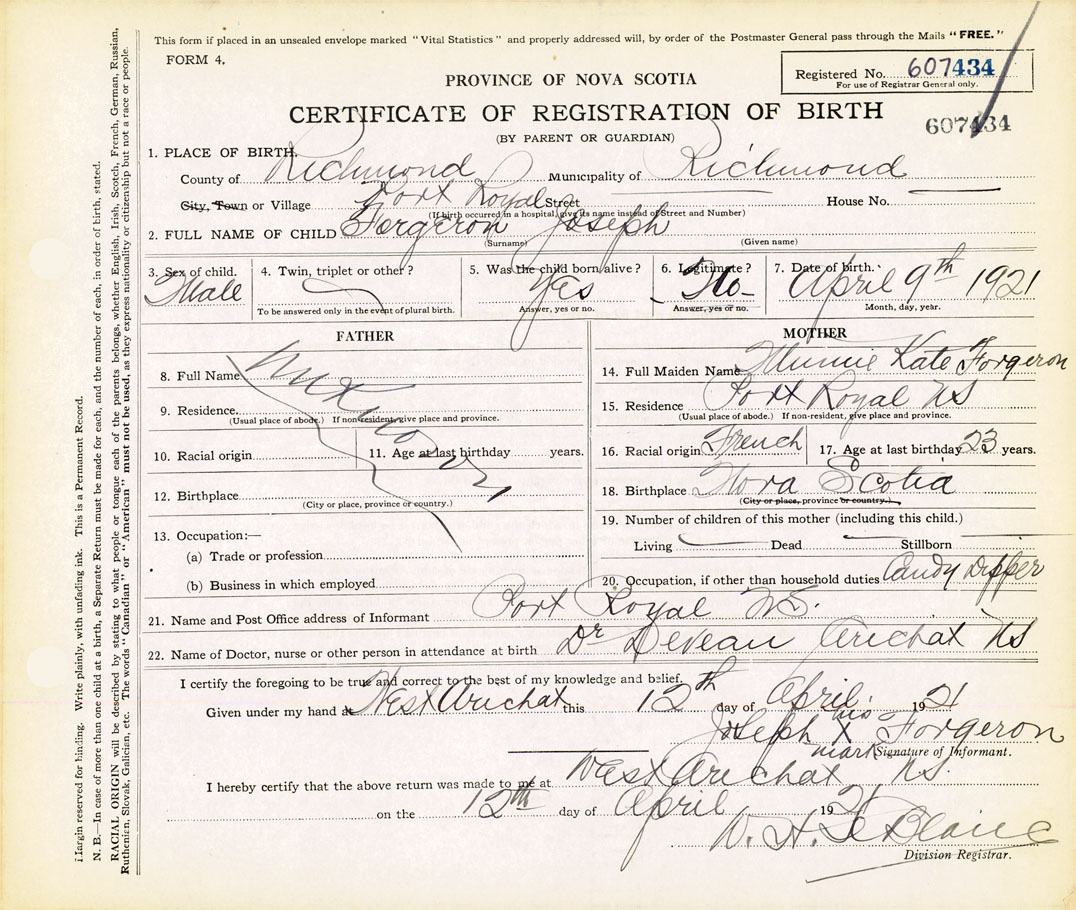 This form if placed in an unsealed envelope marked "Vital Statistics" and properly addressed will, by order of the Postmaster General pass through the Mails "FREE."
FORM 4.
Registered No. 607434
For use of Registrar General only.
PROVINCE OF NOVA SCOTIA
CERTIFICATE OF REGISTRATION OF BIRTH
607434
(BY PARENT OR GUARDIAN)
1. PLACE OF BIRTH.
County of Richmond Municipality of Richmond
City, Town or Village Port Royal Street House No.
(If birth occurred in a hospital, give its name instead of Street and Number)
2. FULL NAME OF CHILD Forgeron Joseph
(Surname) (Given name)
3. Sex of child. 4. Twin, triplet or other? 5. Was the child born alive? 6. Legitimate? 7. Date of birth.
Male Yes No April 9th 1921
To be answered only in the event of plural birth. Answer, yes or no. Answer, yes or no. Month, day, year.
FATHER
8. Full Name
9. Residence.
(Usual place of abode.) If non-resident, give place and province.
10. Racial origin 11. Age at last birthday years.
12. Birthplace
(City or place, province or country.)
13. Occupation:—
(a) Trade or profession
(b) Business in which employed
MOTHER
14. Full Maiden Name Minnie Kate Forgeron
15. Residence Port Royal NS
(Usual place of abode.) If non-resident, give place and province.
16. Racial origin French 17. Age at last birthday 23 years.
18. Birthplace Nova Scotia
(City or place, province or country.)
19. Number of children of this mother (including this child.)
Living Dead Stillborn
20. Occupation, if other than household duties Candy Dipper
21. Name and Post Office address of Informant Port Royal N.S.
22. Name of Doctor, nurse or other person in attendance at birth Dr Deveau Arichat NS
I certify the foregoing to be true and correct to the best of my knowledge and belief.
Given under my hand at West Arichat this 12th day of April 1921
Joseph his X mark Forgeron
Signature of Informant.
I hereby certify that the above return was made to me at West Arichat NS.
on the 12th day of April 1921
W. H. LeBlanc
Division Registrar.
Margin reserved for binding. Write plainly, with unfading ink. This is a Permanent Record.
N. B.—In case of more than one child at a birth, a Separate Return must be made for each, and the number of each, in order of birth, stated.
RACIAL ORIGIN will be described by stating to what people or tongue each of the parents belongs, whether English, Irish, Scotch, French, German, Russian,
Ruthenian, Slovak, Galician, etc. The words "Canadian" or "American" must not be used, as they express nationality or citizenship but not a race or people.